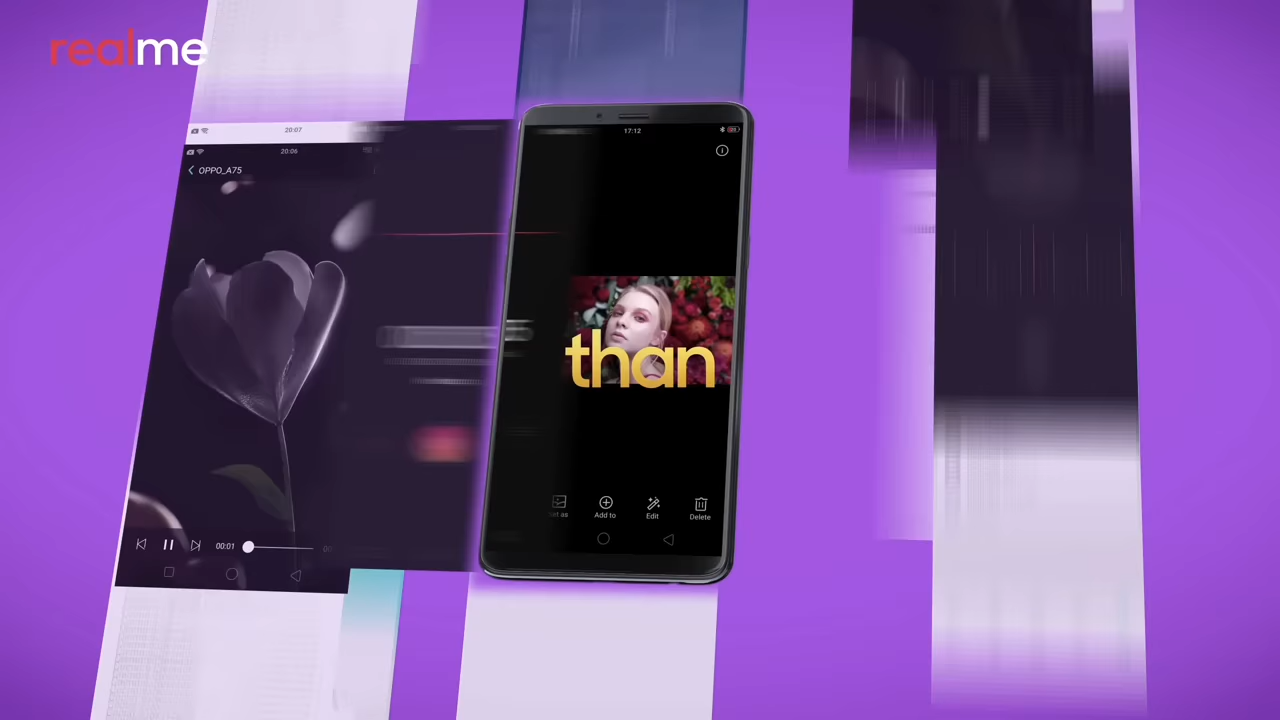 realme
20:07
20:06
OPPO_A75
00:01
17:12
than
Add to
Edit
Delete